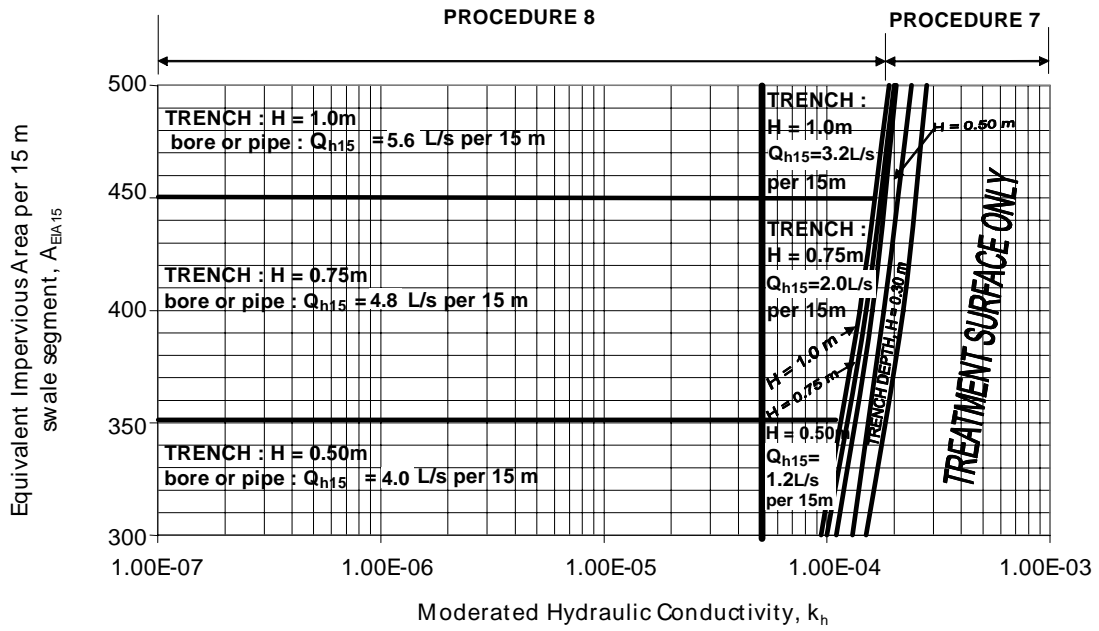 PROCEDURE 8
PROCEDURE 7
500
450
400
350
300
Equivalent Impervious Area per 15 m
swale segment, AEIA15
TRENCH : H = 1.0m
bore or pipe : Qh15 = 5.6 L/s per 15 m
TRENCH : H = 0.75m
bore or pipe : Qh15 = 4.8 L/s per 15 m
TRENCH : H = 0.50m
bore or pipe : Qh15 = 4.0 L/s per 15 m
TRENCH :
H = 1.0m
Qh15=3.2L/s
per 15m
TRENCH :
H = 0.75m
Qh15=2.0L/s
per 15m
H = 1.0 m
H = 0.75 m
H = 0.50m
Qh15=
1.2L/s
per 15m
TRENCH DEPTH, H = 0.30 m
H = 0.50 m
TREATMENT SURFACE ONLY
1.00E-07
1.00E-06
1.00E-05
1.00E-04
1.00E-03
Moderated Hydraulic Conductivity, kh